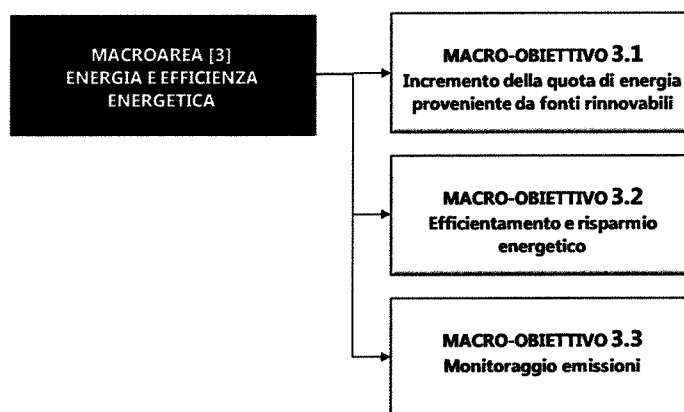 MACROAREA [3]
ENERGIA E EFFICIENZA
ENERGETICA
MACRO-OBIETTIVO 3.1
Incremento della quota di energia
proveniente da fonti rinnovabili
MACRO-OBIETTIVO 3.2
Efficientamento e risparmio
energetico
MACRO-OBIETTIVO 3.3
Monitoraggio emissioni